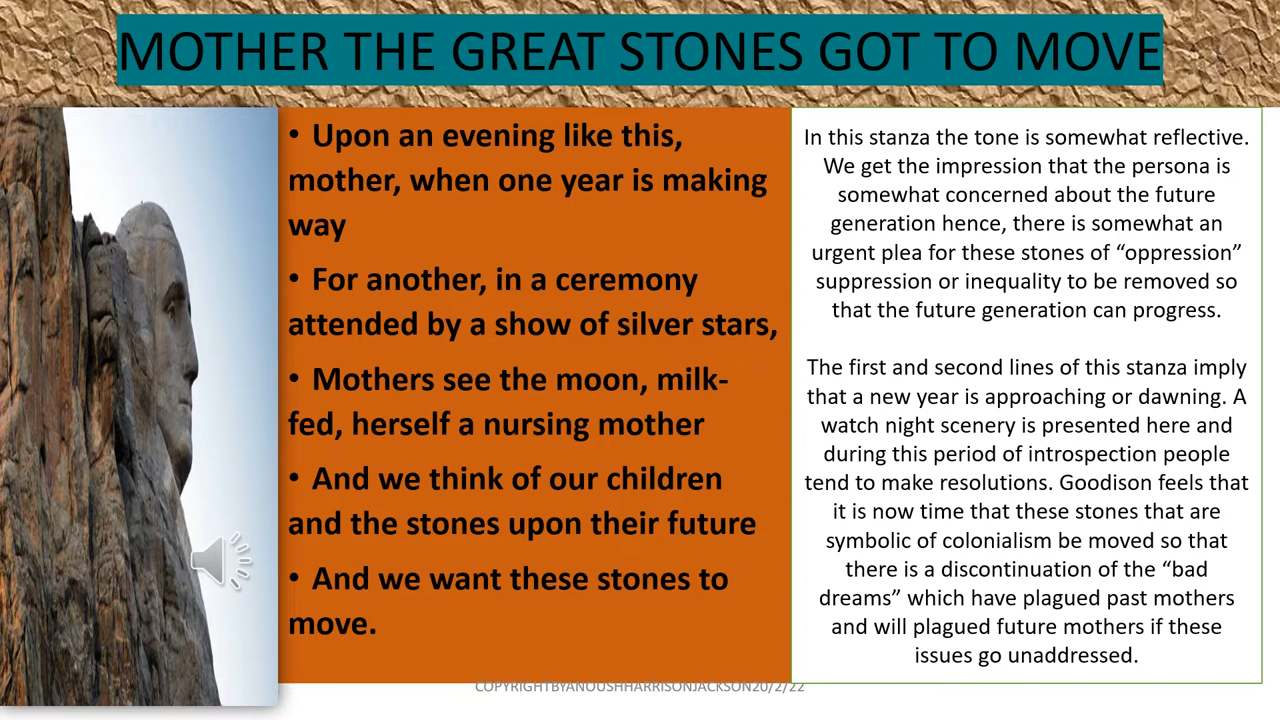 MOTHER THE GREAT STONES GOT TO MOVE
• Upon an evening like this,
mother, when one year is making
way
• For another, in a ceremony
attended by a show of silver stars,
• Mothers see the moon, milk-
fed, herself a nursing mother
• And we think of our children
and the stones upon their future
• And we want these stones to
move.
In this stanza the tone is somewhat reflective.
We get the impression that the persona is
somewhat concerned about the future
generation hence, there is somewhat an
urgent plea for these stones of “oppression”
suppression or inequality to be removed so
that the future generation can progress.
The first and second lines of this stanza imply
that a new year is approaching or dawning. A
watch night scenery is presented here and
during this period of introspection people
tend to make resolutions. Goodison feels that
it is now time that these stones that are
symbolic of colonialism be moved so that
there is a discontinuation of the “bad
dreams” which have plagued past mothers
and will plagued future mothers if these
issues go unaddressed.
COPYRIGHTBYANOUSHHARRISONJACKSON20/2/22